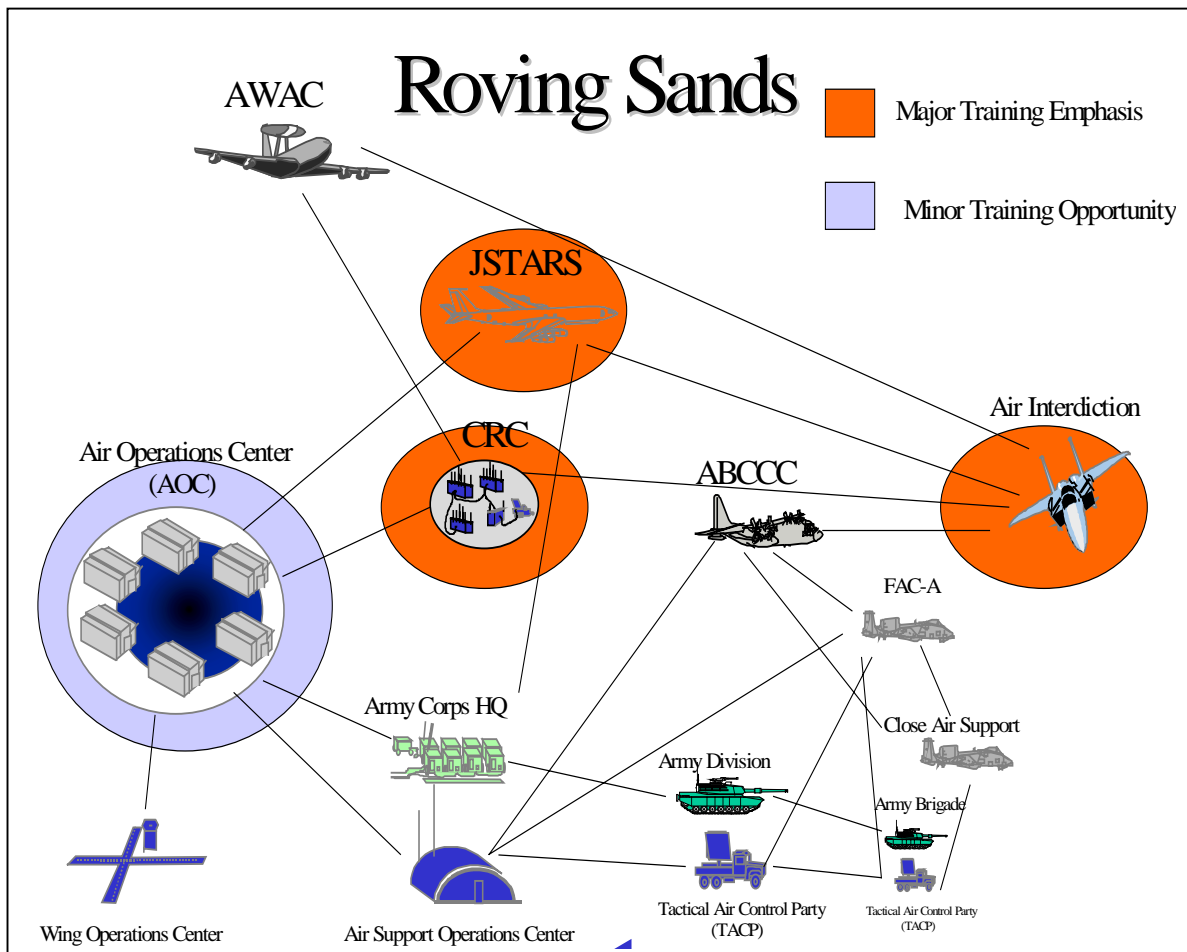 Roving Sands
AWAC
Major Training Emphasis
Minor Training Opportunity
JSTARS
Air Interdiction
CRC
Air Operations Center
(AOC)
ABCCC
FAC-A
Army Corps HQ
Close Air Support
Army Division
Army Brigade
Tactical Air Control Party
(TACP)
Tactical Air Control Party
(TACP)
Wing Operations Center
Air Support Operations Center